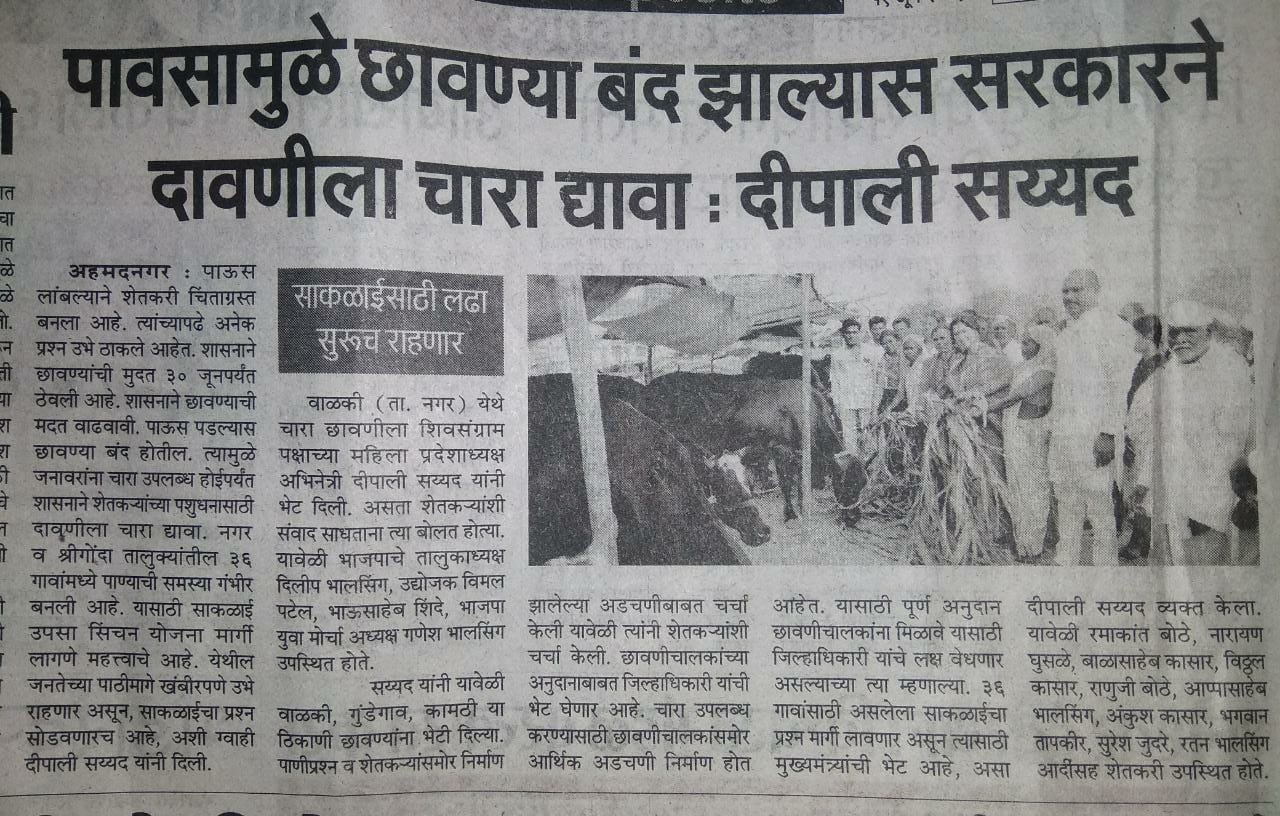 पावसामुळे छावण्या बंद झाल्यास सरकारने
दावणीला चारा द्यावा : दीपाली सय्यद
अहमदनगर : पाऊस
लांबल्याने शेतकरी चिंताग्रस्त
बनला आहे. त्यांच्यापढे अनेक
प्रश्न उभे ठाकले आहेत. शासनाने
छावण्यांची मुदत ३० जूनपर्यंत
ठेवली आहे. शासनाने छावण्याची
मदत वाढवावी. पाऊस पडल्यास
छावण्या बंद होतील. त्यामुळे
जनावरांना चारा उपलब्ध होईपर्यंत
शासनाने शेतकऱ्यांच्या पशुधनासाठी
दावणीला चारा द्यावा. नगर
व श्रीगोंदा तालुक्यांतील ३६
गावांमध्ये पाण्याची समस्या गंभीर
बनली आहे. यासाठी साकळाई
उपसा सिंचन योजना मार्गी
लागणे महत्त्वाचे आहे. येथील
जनतेच्या पाठीमागे खंबीरपणे उभे
राहणार असून, साकळाईचा प्रश्न
सोडवणारच आहे, अशी ग्वाही
दीपाली सय्यद यांनी दिली.
साकळाईसाठी लढा
सुरूच राहणार
वाळकी (ता. नगर) येथे
चारा छावणीला शिवसंग्राम
पक्षाच्या महिला प्रदेशाध्यक्ष
अभिनेत्री दीपाली सय्यद यांनी
भेट दिली. असता शेतकऱ्यांशी
संवाद साधताना त्या बोलत होत्या.
यावेळी भाजपाचे तालुकाध्यक्ष
दिलीप भालसिंग, उद्योजक विमल
पटेल, भाऊसाहेब शिंदे, भाजपा
युवा मोर्चा अध्यक्ष गणेश भालसिंग
उपस्थित होते.
सय्यद यांनी यावेळी
वाळकी, गुंडेगाव, कामठी या
ठिकाणी छावण्यांना भेटी दिल्या.
पाणीप्रश्न व शेतकऱ्यांसमोर निर्माण
झालेल्या अडचणीबाबत चर्चा
केली यावेळी त्यांनी शेतकऱ्यांशी
चर्चा केली. छावणीचालकांच्या
अनुदानाबाबत जिल्हाधिकारी यांची
भेट घेणार आहे. चारा उपलब्ध
करण्यासाठी छावणीचालकांसमोर
आर्थिक अडचणी निर्माण होत
आहेत. यासाठी पूर्ण अनुदान
छावणीचालकांना मिळावे यासाठी
जिल्हाधिकारी यांचे लक्ष वेधणार
असल्याच्या त्या म्हणाल्या. ३६
गावांसाठी असलेला साकळाईचा
प्रश्न मार्गी लावणार असून त्यासाठी
मुख्यमंत्र्यांची भेट आहे, असा
दीपाली सय्यद व्यक्त केला.
यावेळी रमाकांत बोठे, नारायण
घुसळे, बाळासाहेब कासार, विठ्ठल
कासार, राणुजी बोठे, आप्पासाहेब
भालसिंग, अंकुश कासार, भगवान
तापकीर, सुरेश जुदरे, रतन भालसिंग
आदींसह शेतकरी उपस्थित होते.